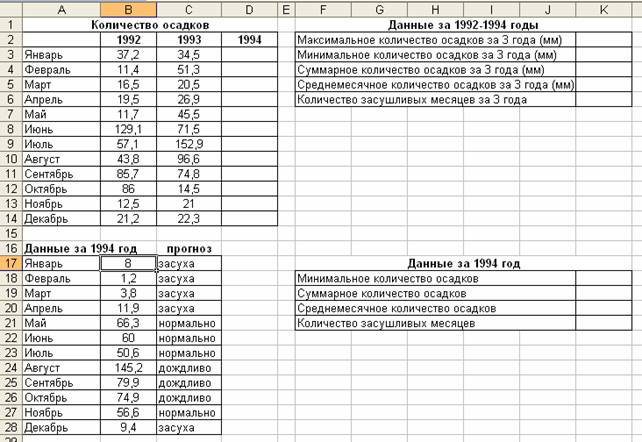 A B C D E F G H I J K
1 Количество осадков Данные за 1992-1994 годы
2 1992 1993 1994 Максимальное количество осадков за 3 года (мм)
3 Январь 37,2 34,5 Минимальное количество осадков за 3 года (мм)
4 Февраль 11,4 51,3 Суммарное количество осадков за 3 года (мм)
5 Март 16,5 20,5 Среднемесячное количество осадков за 3 года (мм)
6 Апрель 19,5 26,9 Количество засушливых месяцев за 3 года
7 Май 11,7 45,5
8 Июнь 129,1 71,5
9 Июль 57,1 152,9
10 Август 43,8 96,6
11 Сентябрь 85,7 74,8
12 Октябрь 86 14,5
13 Ноябрь 12,5 21
14 Декабрь 21,2 22,3
15
16 Данные за 1994 год прогноз
17 Январь 8 засуха Данные за 1994 год
18 Февраль 1,2 засуха Минимальное количество осадков
19 Март 3,8 засуха Суммарное количество осадков
20 Апрель 11,9 засуха Среднемесячное количество осадков
21 Май 66,3 нормально Количество засушливых месяцев
22 Июнь 60 нормально
23 Июль 50,6 нормально
24 Август 145,2 дождливо
25 Сентябрь 79,9 дождливо
26 Октябрь 74,9 дождливо
27 Ноябрь 56,6 нормально
28 Декабрь 9,4 засуха